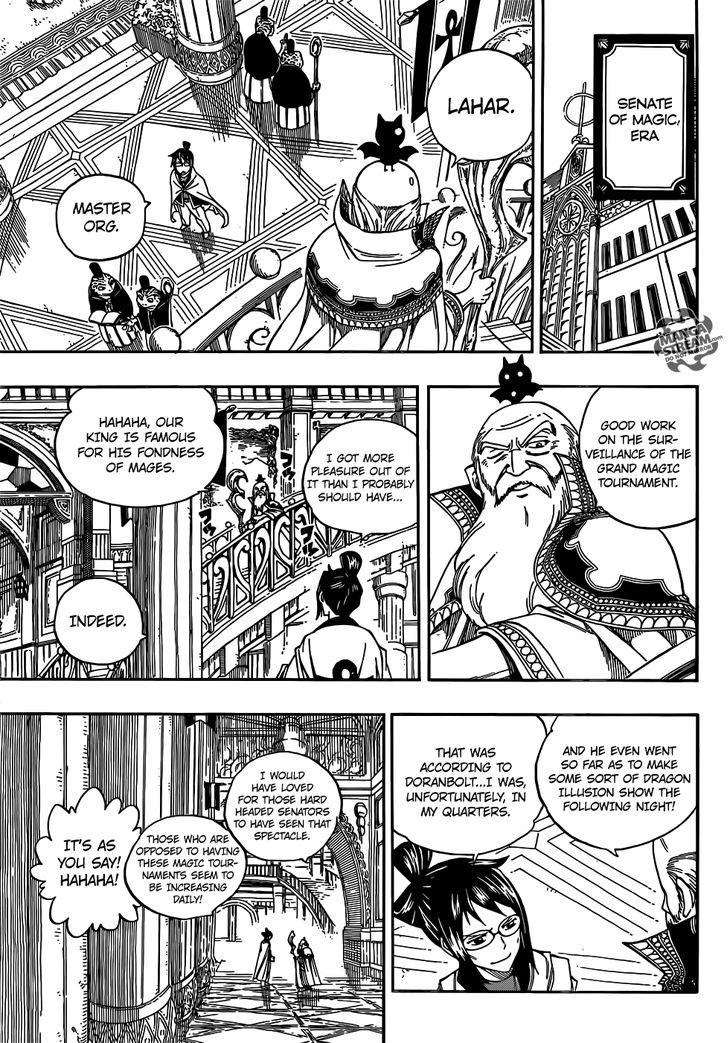 SENATE
OF MAGIC,
ERA
LAHAR.
MASTER
ORG.
MANGA
STREAM.com
DO NOT MIRROR
GOOD WORK
ON THE SUR-
VEILLANCE OF THE
GRAND MAGIC
TOURNAMENT.
I GOT MORE
PLEASURE OUT OF
IT THAN I PROBABLY
SHOULD HAVE...
HAHAHA, OUR
KING IS FAMOUS
FOR HIS FONDNESS
OF MAGES.
INDEED.
AND HE EVEN WENT
SO FAR AS TO MAKE
SOME SORT OF DRAGON
ILLUSION SHOW THE
FOLLOWING NIGHT!
THAT WAS
ACCORDING TO
DORANBOLT...I WAS,
UNFORTUNATELY, IN
MY QUARTERS.
I WOULD
HAVE LOVED
FOR THOSE HARD
HEADED SENATORS
TO HAVE SEEN THAT
SPECTACLE.
THOSE WHO ARE
OPPOSED TO HAVING
THESE MAGIC TOUR-
NAMENTS SEEM TO
BE INCREASING
DAILY!
IT'S AS
YOU SAY!
HAHAHA!